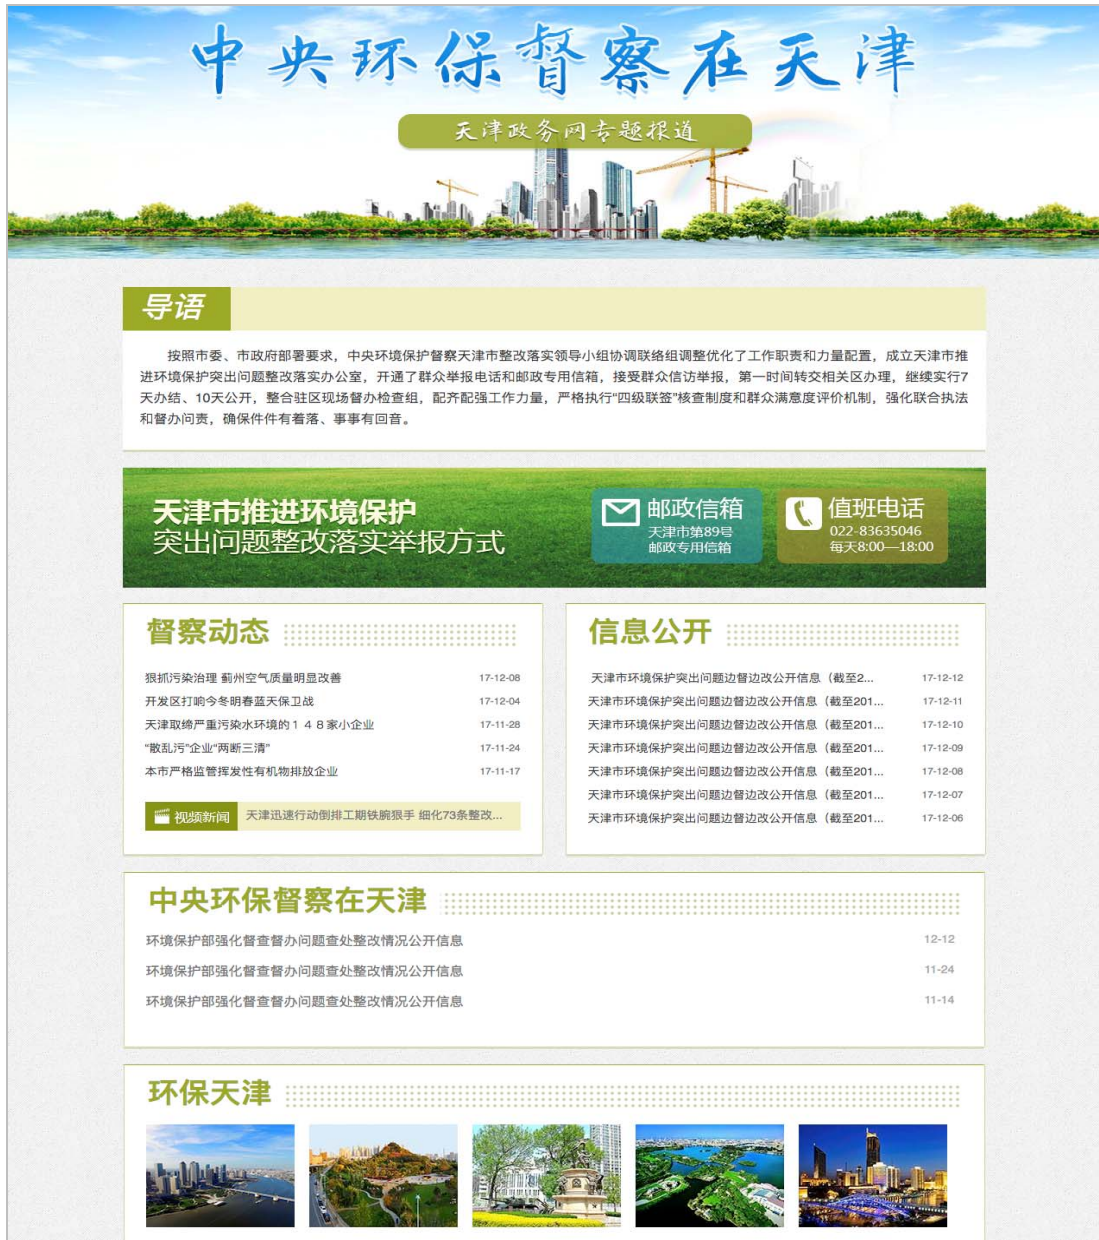 中央环保督察在天津
天津政务网专题报道
导语
按照市委、市政府部署要求，中央环境保护督察天津市整改落实领导小组协调联络组调整优化了工作职责和力量配置，成立天津市推
进环境保护突出问题整改落实办公室，开通了群众举报电话和邮政专用信箱，接受群众信访举报，第一时间转交相关区办理，继续实行7
天办结、10天公开，整合驻区现场督办检查组，配齐配强工作力量，严格执行“四级联签”核查制度和群众满意度评价机制，强化联合执法
和督办问责，确保件件有着落、事事有回音。
天津市推进环境保护
突出问题整改落实举报方式
邮政信箱
天津市第89号
邮政专用信箱
值班电话
022-83635046
每天8:00—18:00
督察动态
狠抓污染治理 蓟州空气质量明显改善 17-12-08
开发区打响今冬明春蓝天保卫战 17-12-04
天津取缔严重污染水环境的１４８家小企业 17-11-28
“散乱污”企业“两断三清” 17-11-24
本市严格监管挥发性有机物排放企业 17-11-17
视频新闻 天津迅速行动倒排工期铁腕狠手 细化73条整改...
信息公开
天津市环境保护突出问题边督边改公开信息（截至2... 17-12-12
天津市环境保护突出问题边督边改公开信息（截至201... 17-12-11
天津市环境保护突出问题边督边改公开信息（截至201... 17-12-10
天津市环境保护突出问题边督边改公开信息（截至201... 17-12-09
天津市环境保护突出问题边督边改公开信息（截至201... 17-12-08
天津市环境保护突出问题边督边改公开信息（截至201... 17-12-07
天津市环境保护突出问题边督边改公开信息（截至201... 17-12-06
中央环保督察在天津
环境保护部强化督查督办问题查处整改情况公开信息 12-12
环境保护部强化督查督办问题查处整改情况公开信息 11-24
环境保护部强化督查督办问题查处整改情况公开信息 11-14
环保天津